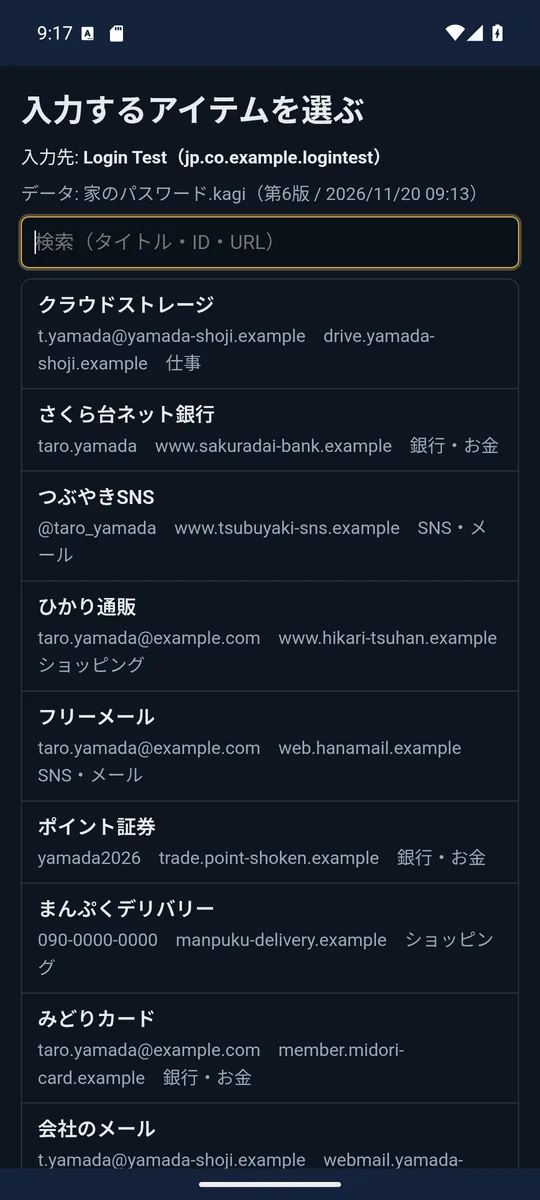 9:17
入力するアイテムを選ぶ
入力先: Login Test（jp.co.example.logintest）
データ: 家のパスワード.kagi（第6版 / 2026/11/20 09:13）
検索（タイトル・ID・URL）
クラウドストレージ
t.yamada@yamada-shoji.example　drive.yamada-
shoji.example　仕事
さくら台ネット銀行
taro.yamada　www.sakuradai-bank.example　銀行・お金
つぶやきSNS
@taro_yamada　www.tsubuyaki-sns.example　SNS・メ
ール
ひかり通販
taro.yamada@example.com　www.hikari-tsuhan.example
ショッピング
フリーメール
taro.yamada@example.com　web.hanamail.example
SNS・メール
ポイント証券
yamada2026　trade.point-shoken.example　銀行・お金
まんぷくデリバリー
090-0000-0000　manpuku-delivery.example　ショッピン
グ
みどりカード
taro.yamada@example.com　member.midori-
card.example　銀行・お金
会社のメール
t.yamada@yamada-shoji.example　webmail.yamada-